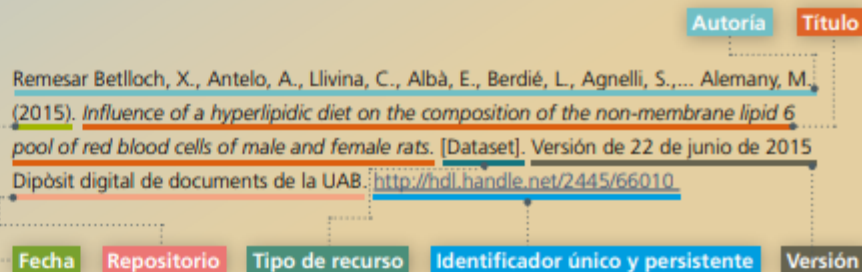 Autoría Título
Remesar Betlloch, X., Antelo, A., Llivina, C., Albà, E., Berdié, L., Agnelli, S.,... Alemany, M.
(2015). Influence of a hyperlipidic diet on the composition of the non-membrane lipid 6
pool of red blood cells of male and female rats. [Dataset]. Versión de 22 de junio de 2015
Dipòsit digital de documents de la UAB. http://hdl.handle.net/2445/66010
Fecha Repositorio Tipo de recurso Identificador único y persistente Versión